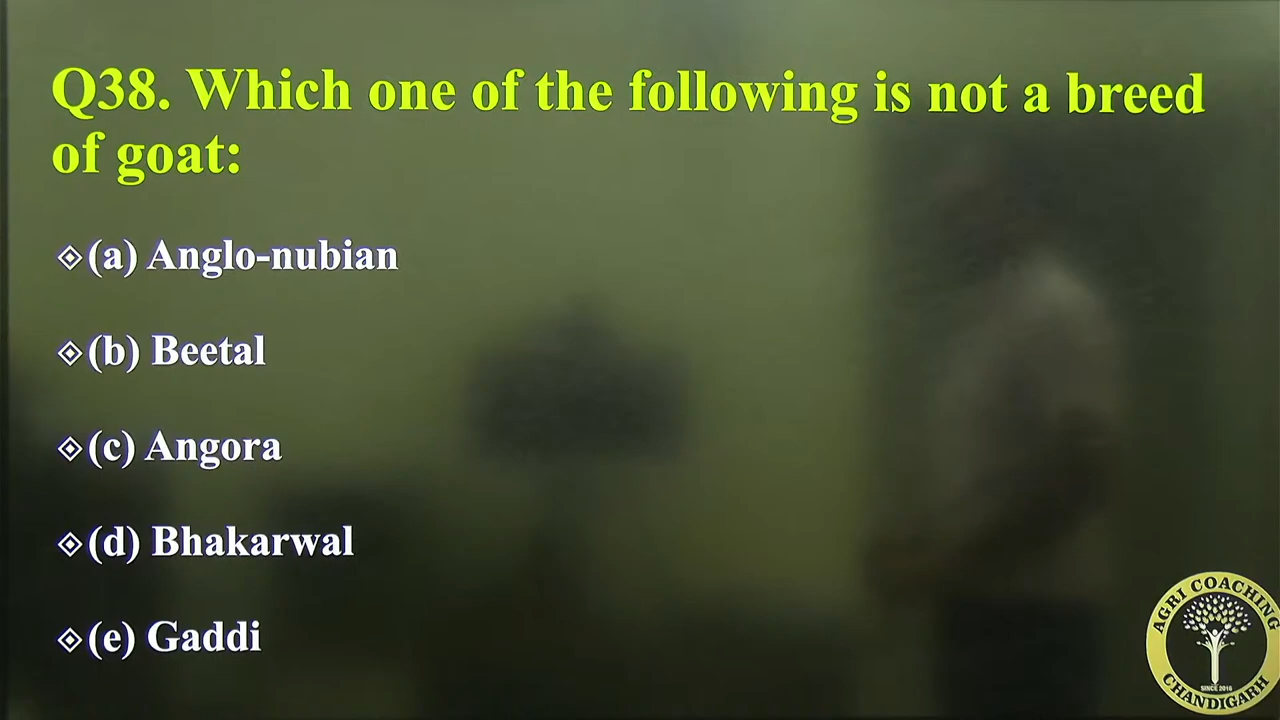 Q38. Which one of the following is not a breed
of goat:
(a) Anglo-nubian
(b) Beetal
(c) Angora
(d) Bhakarwal
(e) Gaddi
AGRI COACHING
SINCE 2016
CHANDIGARH